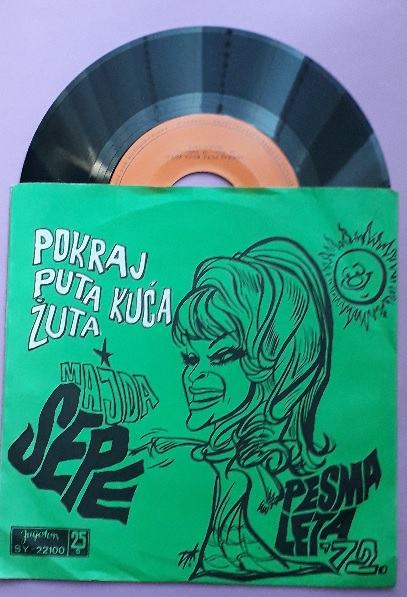 POKRAJ
PUTA KUĆA
ŽUTA
MAJDA
SEPE
PESMA
LETA
'72.
Jugoton
SY-22100
25